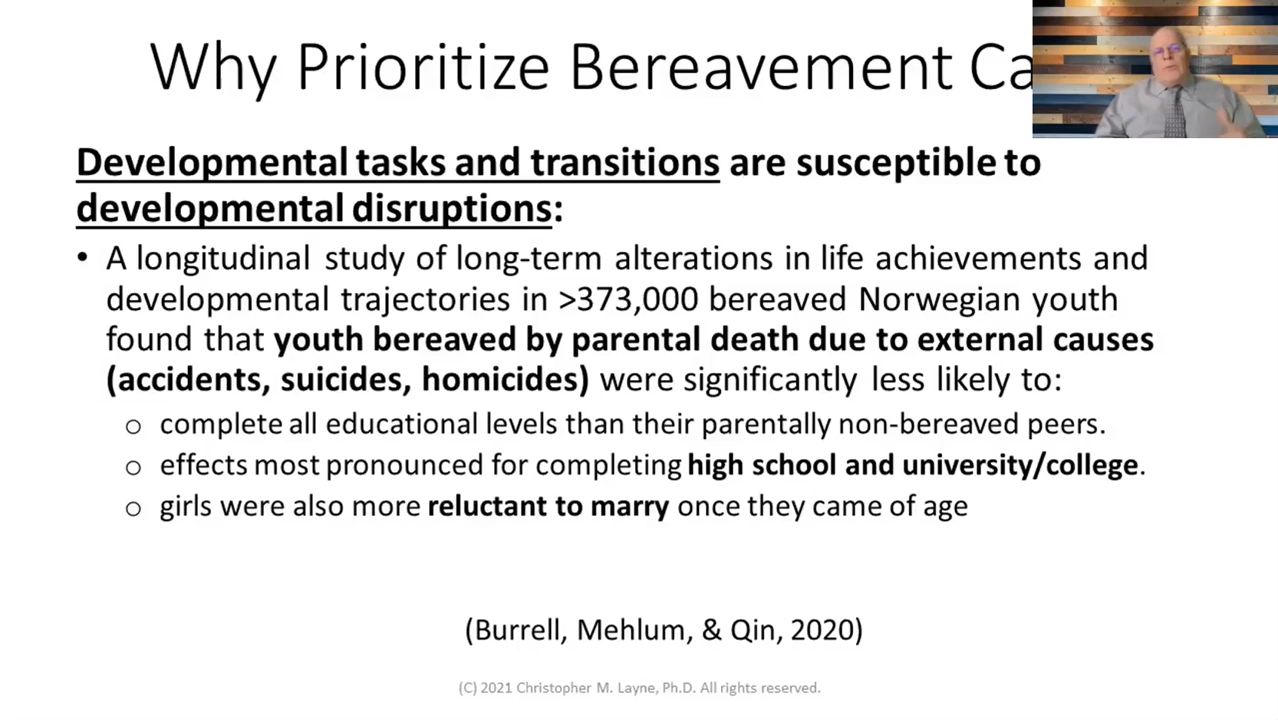 Why Prioritize Bereavement
Developmental tasks and transitions are susceptible to
developmental disruptions:
• A longitudinal study of long-term alterations in life achievements and
developmental trajectories in >373,000 bereaved Norwegian youth
found that youth bereaved by parental death due to external causes
(accidents, suicides, homicides) were significantly less likely to:
o complete all educational levels than their parentally non-bereaved peers.
o effects most pronounced for completing high school and university/college.
o girls were also more reluctant to marry once they came of age
(Burrell, Mehlum, & Qin, 2020)
(C) 2021 Christopher M. Layne, Ph.D. All rights reserved.